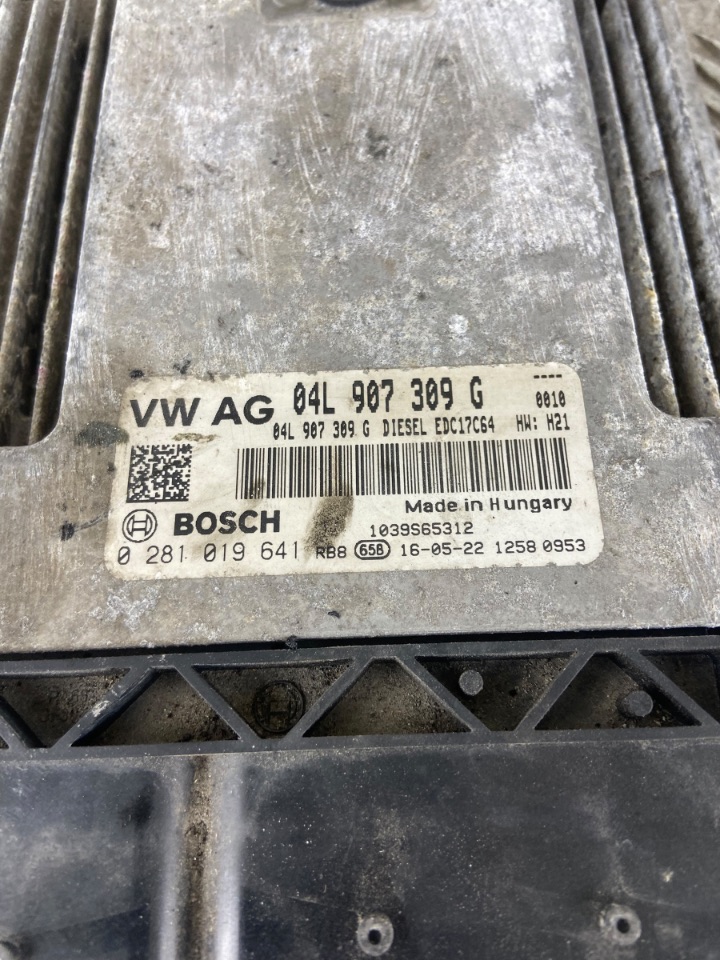 VW AG 04L 907 309 G ---- 0010
04L 907 309 G DIESEL EDC17C64 HW: H21
Made in Hungary
BOSCH 1039S65312
0 281 019 641 RB8 658 16-05-22 1258 0953